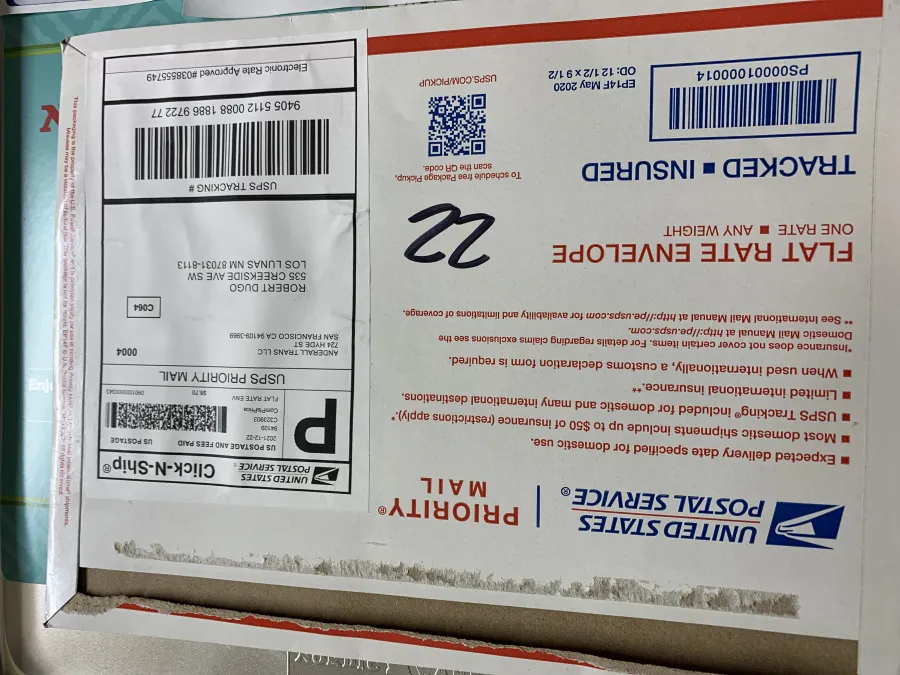 UNITED STATES
POSTAL SERVICE®
PRIORITY®
MAIL
Expected delivery date specified for domestic use.
Most domestic shipments include up to $50 of insurance (restrictions apply).*
USPS Tracking® included for domestic and many international destinations.
Limited international insurance.**
When used internationally, a customs declaration form is required.
*Insurance does not cover certain items. For details regarding claims exclusions see the
Domestic Mail Manual at http://pe.usps.com.
** See International Mail Manual at http://pe.usps.com for availability and limitations of coverage.
FLAT RATE ENVELOPE
ONE RATE ■ ANY WEIGHT
TRACKED ■ INSURED
PS00001000014
EP14F May 2020
OD: 12 1/2 x 9 1/2
22
To schedule free Package Pickup,
scan the QR code.
USPS.COM/PICKUP
UNITED STATES
POSTAL SERVICE®
Click-N-Ship®
P
US POSTAGE AND FEES PAID
2021-12-22
94109
C323903
FLAT RATE ENV
$8.70
US POSTAGE
USPS PRIORITY MAIL
ANDERALL TRANS LLC
724 HYDE ST
SAN FRANCISCO CA 94109-3969
0004
C064
ROBERT DUGO
535 CREEKSIDE AVE SW
LOS LUNAS NM 87031-8113
USPS TRACKING #
9405 5112 0088 1886 9722 77
Electronic Rate Approved #038555749